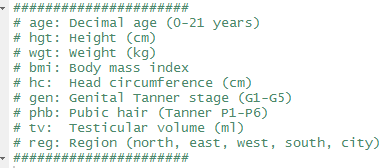 ######################
# age: Decimal age (0-21 years)
# hgt: Height (cm)
# wgt: Weight (kg)
# bmi: Body mass index
# hc:  Head circumference (cm)
# gen: Genital Tanner stage (G1-G5)
# phb: Pubic hair (Tanner P1-P6)
# tv:  Testicular volume (ml)
# reg: Region (north, east, west, south, city)
######################